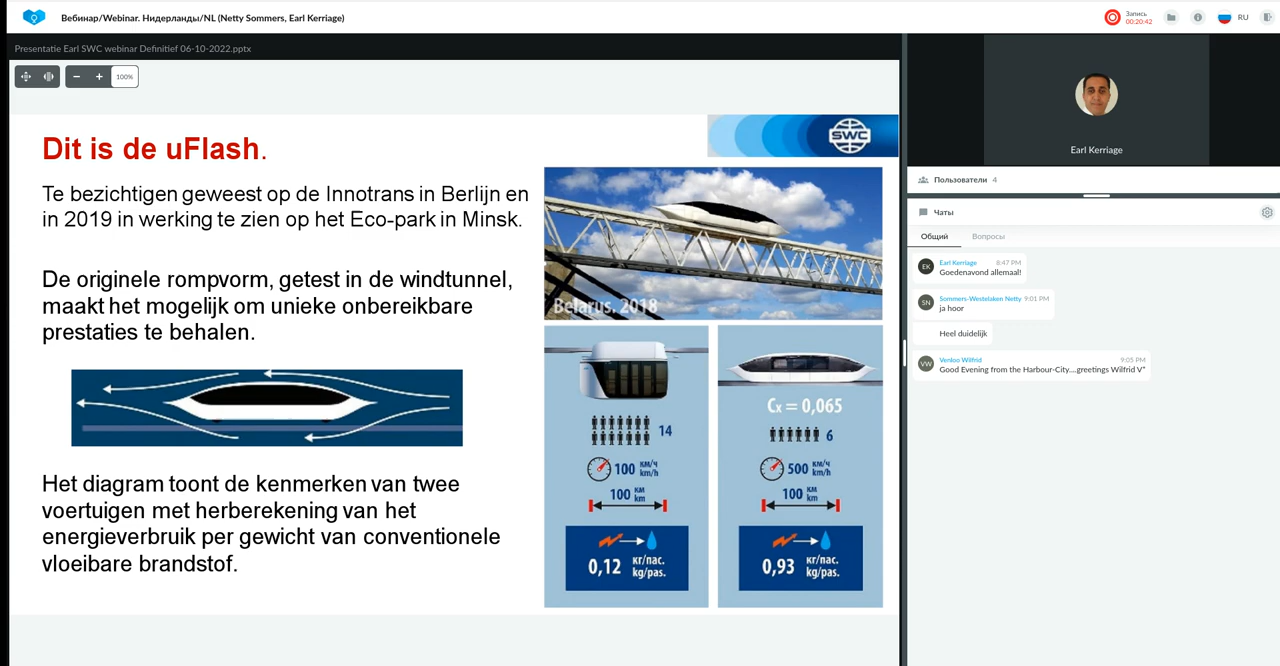 Вебинар/Webinar. Нидерланды/NL (Netty Sommers, Earl Kerriage)
Запись
00:20:42
RU
Presentatie Earl SWC webinar Definitief 06-10-2022.pptx
100%
Dit is de uFlash.
Te bezichtigen geweest op de Innotrans in Berlijn en
in 2019 in werking te zien op het Eco-park in Minsk.
De originele rompvorm, getest in de windtunnel,
maakt het mogelijk om unieke onbereikbare
prestaties te behalen.
Het diagram toont de kenmerken van twee
voertuigen met herberekening van het
energieverbruik per gewicht van conventionele
vloeibare brandstof.
SWC
Belarus. 2018
14
100 км/ч
km/h
100 км
km
0,12 кг/пас.
kg/pas.
Cx = 0,065
6
500 км/ч
km/h
100 км
km
0,93 кг/пас.
kg/pas.
Earl Kerriage
Пользователи 4
Чаты
Общий Вопросы
EK
Earl Kerriage 8:47 PM
Goedenavond allemaal!
SN
Sommers-Westelaken Netty 9:01 PM
ja hoor
Heel duidelijk
VW
Venloo Wilfrid 9:05 PM
Good Evening from the Harbour-City....greetings Wilfrid V"